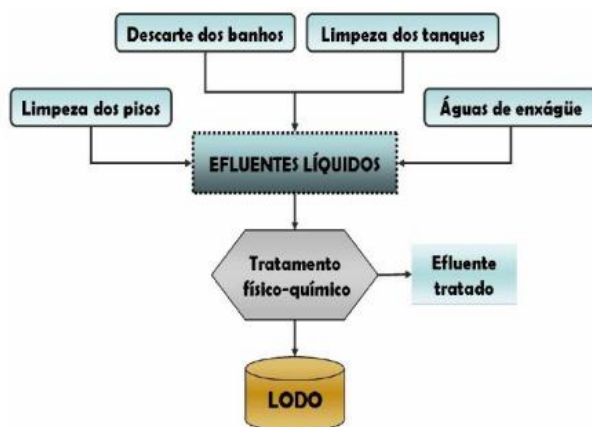 Descarte dos banhos
Limpeza dos tanques
Limpeza dos pisos
Águas de enxágüe
EFLUENTES LÍQUIDOS
Tratamento
físico-químico
Efluente
tratado
LODO